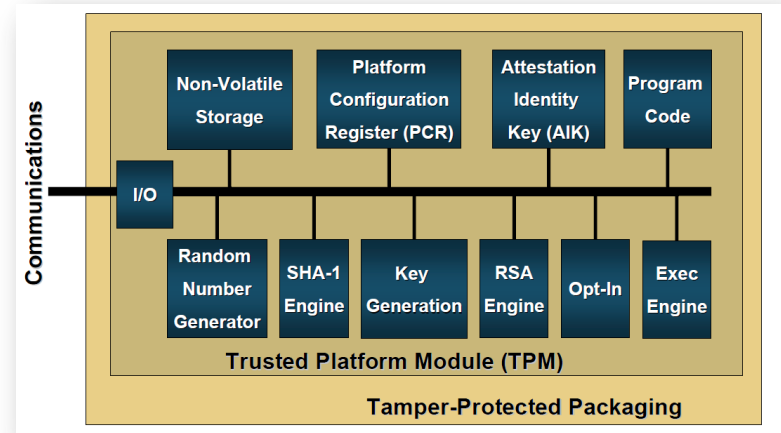 Communications
I/O
Non-Volatile
Storage
Platform
Configuration
Register (PCR)
Attestation
Identity
Key (AIK)
Program
Code
Random
Number
Generator
SHA-1
Engine
Key
Generation
RSA
Engine
Opt-In
Exec
Engine
Trusted Platform Module (TPM)
Tamper-Protected Packaging